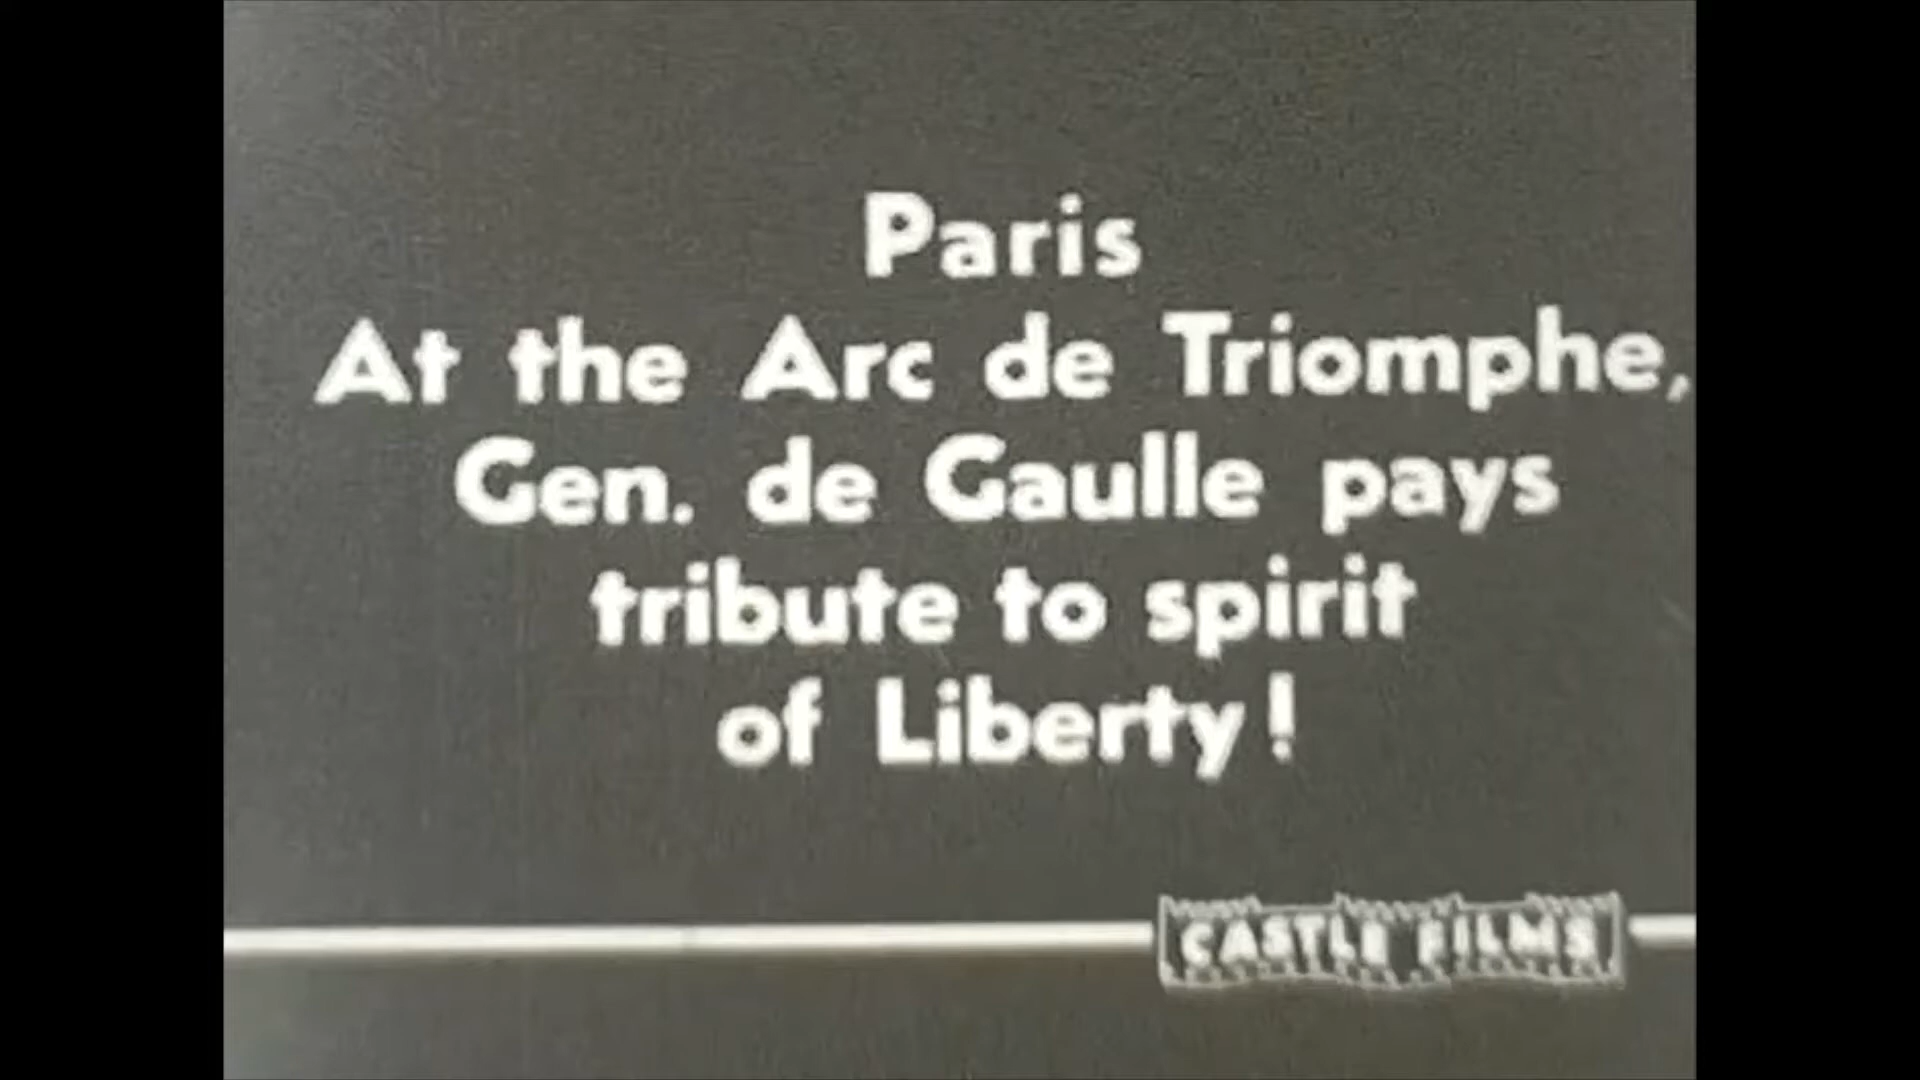 Paris
At the Arc de Triomphe,
Gen. de Gaulle pays
tribute to spirit
of Liberty!
CASTLE FILMS